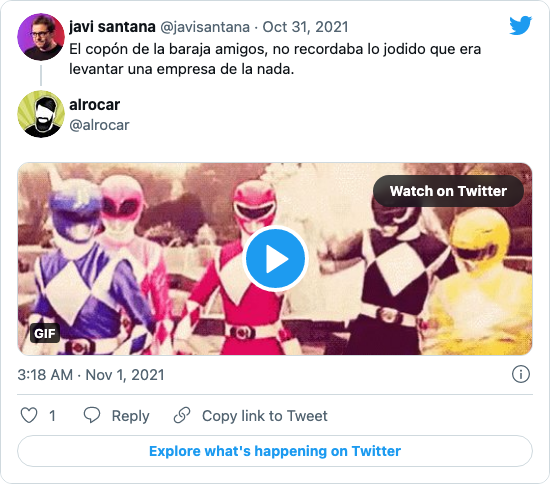 javi santana @javisantana · Oct 31, 2021
El copón de la baraja amigos, no recordaba lo jodido que era
levantar una empresa de la nada.
alrocar
@alrocar
Watch on Twitter
GIF
3:18 AM · Nov 1, 2021
1 Reply Copy link to Tweet
Explore what's happening on Twitter